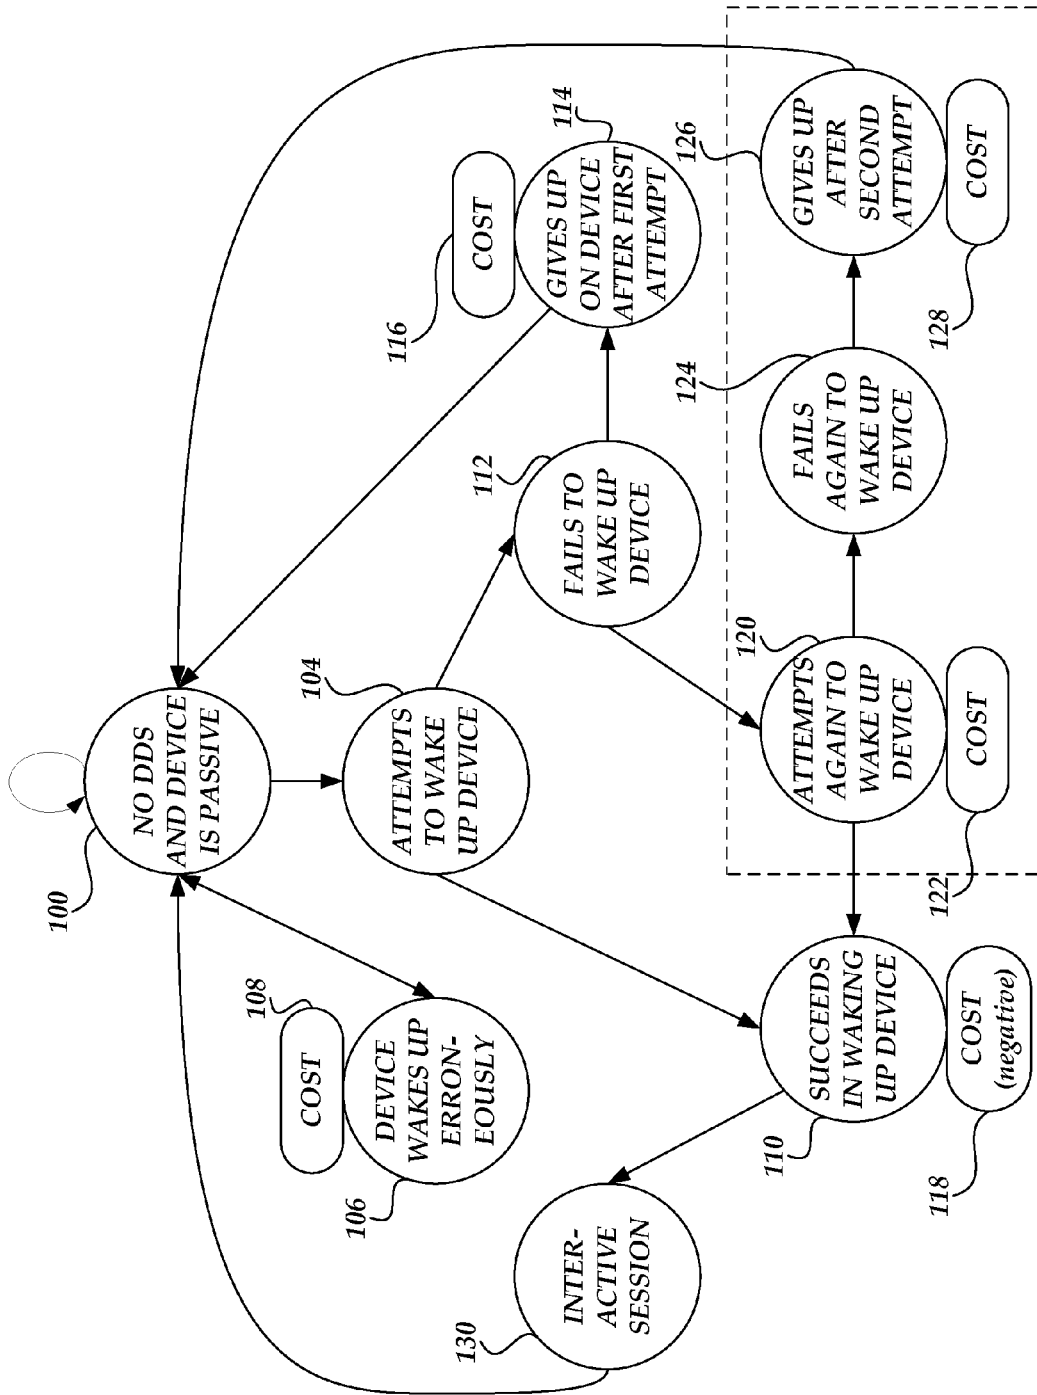 NO DDS
AND DEVICE
IS PASSIVE
100
COST
108
DEVICE
WAKES UP
ERRON-
EOUSLY
106
ATTEMPTS
TO WAKE
UP DEVICE
104
COST
116
GIVES UP
ON DEVICE
AFTER FIRST
ATTEMPT
114
INTER-
ACTIVE
SESSION
130
FAILS TO
WAKE UP
DEVICE
112
SUCCEEDS
IN WAKING
UP DEVICE
110
COST
(negative)
118
ATTEMPTS
AGAIN TO
WAKE UP
DEVICE
120
COST
122
FAILS
AGAIN TO
WAKE UP
DEVICE
124
GIVES UP
AFTER
SECOND
ATTEMPT
126
COST
128